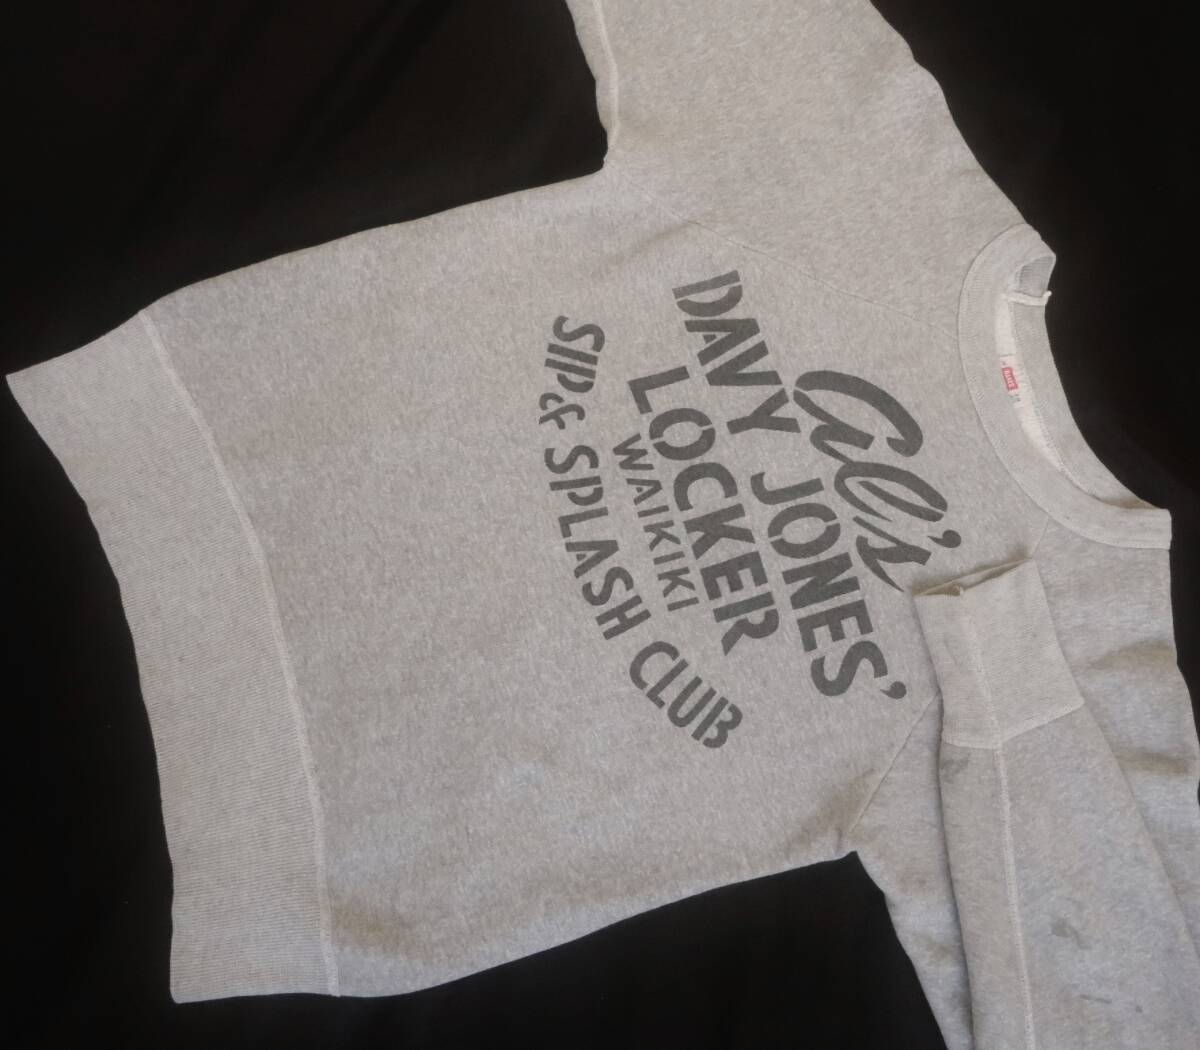 al's
DAVY JONES'
LOCKER
WAIKIKI
SIP & SPLASH CLUB